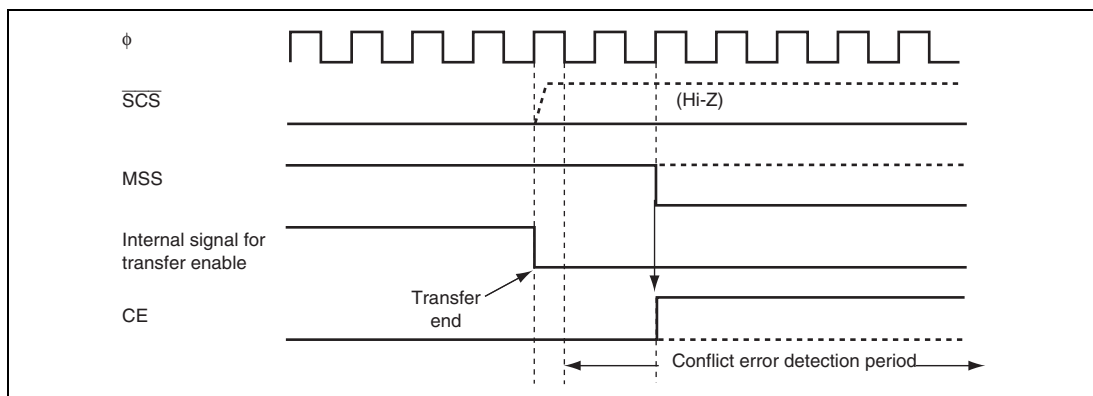 φ
SCS
(Hi-Z)
MSS
Internal signal for
transfer enable
Transfer
end
CE
Conflict error detection period